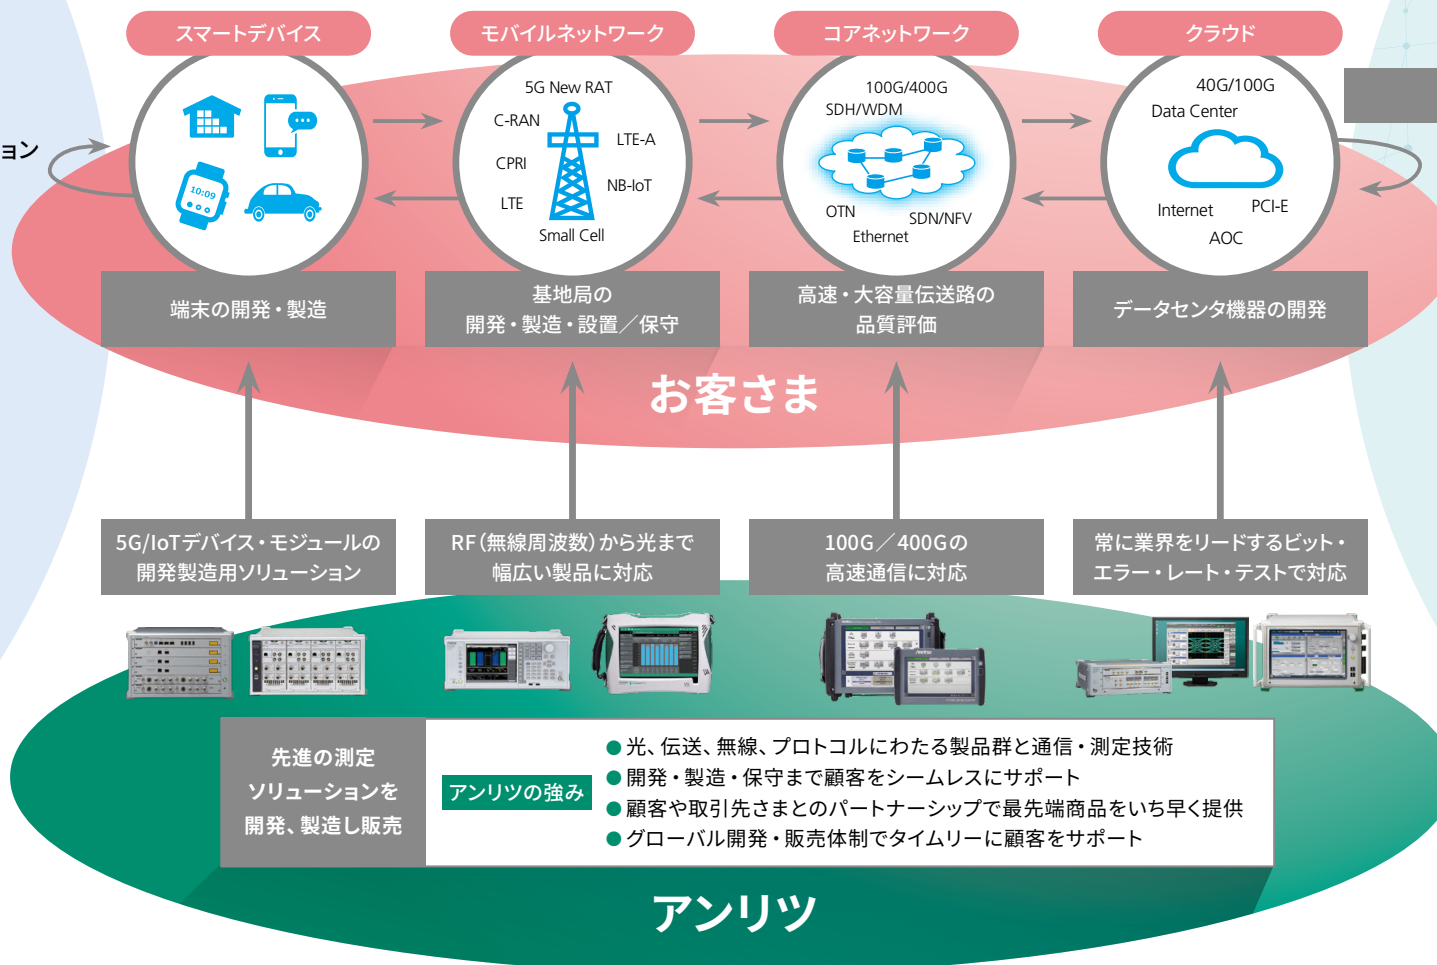 スマートデバイス
モバイルネットワーク
コアネットワーク
クラウド
ョン
10:09
5G New RAT
C-RAN
LTE-A
CPRI
NB-IoT
LTE
Small Cell
100G/400G
SDH/WDM
OTN
SDN/NFV
Ethernet
40G/100G
Data Center
Internet
PCI-E
AOC
端末の開発・製造
基地局の
開発・製造・設置／保守
高速・大容量伝送路の
品質評価
データセンタ機器の開発
お客さま
5G/IoTデバイス・モジュールの
開発製造用ソリューション
RF（無線周波数）から光まで
幅広い製品に対応
100G／400Gの
高速通信に対応
常に業界をリードするビット・
エラー・レート・テストで対応
先進の測定
ソリューションを
開発、製造し販売
アンリツの強み
●光、伝送、無線、プロトコルにわたる製品群と通信・測定技術
●開発・製造・保守まで顧客をシームレスにサポート
●顧客や取引先さまとのパートナーシップで最先端商品をいち早く提供
●グローバル開発・販売体制でタイムリーに顧客をサポート
アンリツ